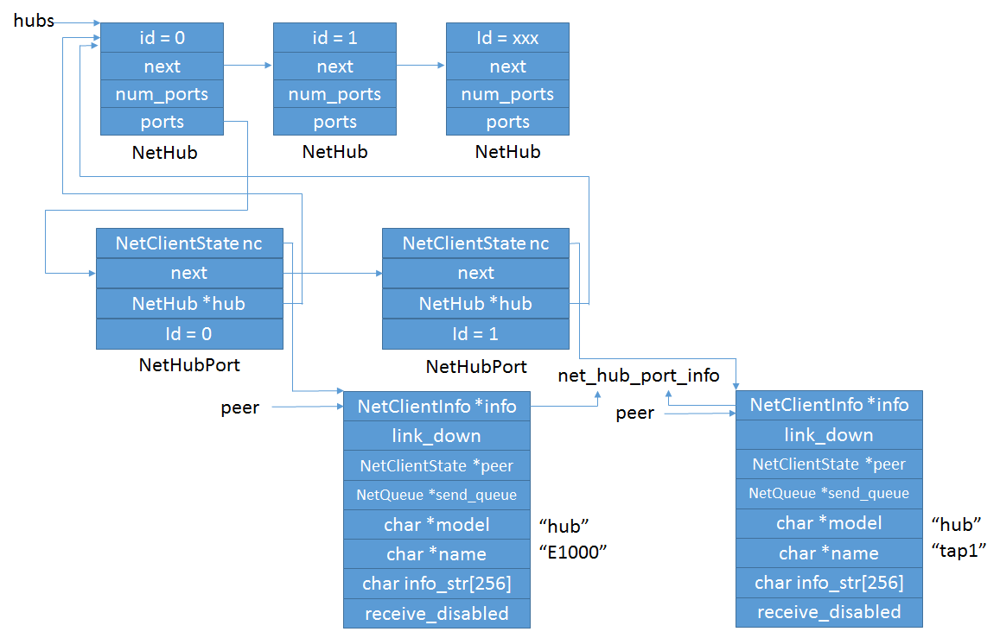 hubs
id = 0
next
num_ports
ports
NetHub
id = 1
next
num_ports
ports
NetHub
Id = xxx
next
num_ports
ports
NetHub
NetClientState nc
next
NetHub *hub
Id = 0
NetHubPort
NetClientState nc
next
NetHub *hub
Id = 1
NetHubPort
net_hub_port_info
peer
NetClientInfo *info
link_down
NetClientState *peer
NetQueue *send_queue
char *model
“hub”
char *name
“E1000”
char info_str[256]
receive_disabled
peer
NetClientInfo *info
link_down
NetClientState *peer
NetQueue *send_queue
char *model
“hub”
char *name
“tap1”
char info_str[256]
receive_disabled